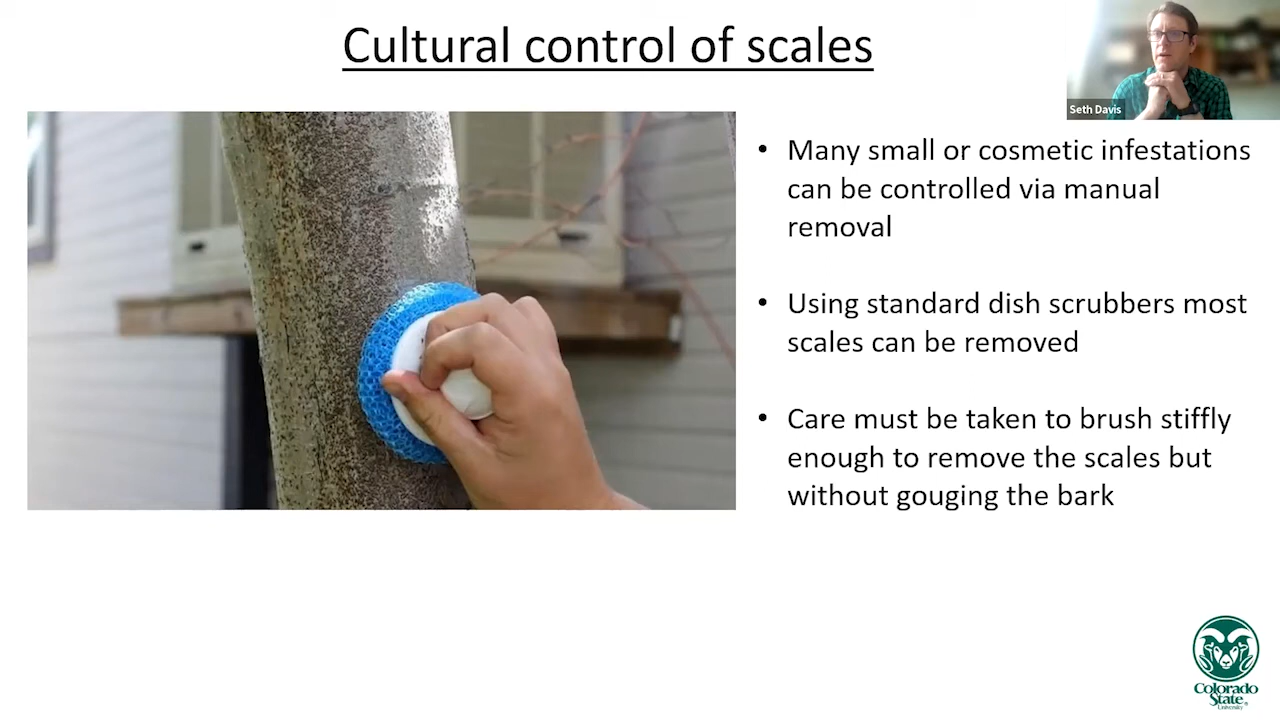 Cultural control of scales
Seth Davis
• Many small or cosmetic infestations
can be controlled via manual
removal
• Using standard dish scrubbers most
scales can be removed
• Care must be taken to brush stiffly
enough to remove the scales but
without gouging the bark
Colorado
State
University